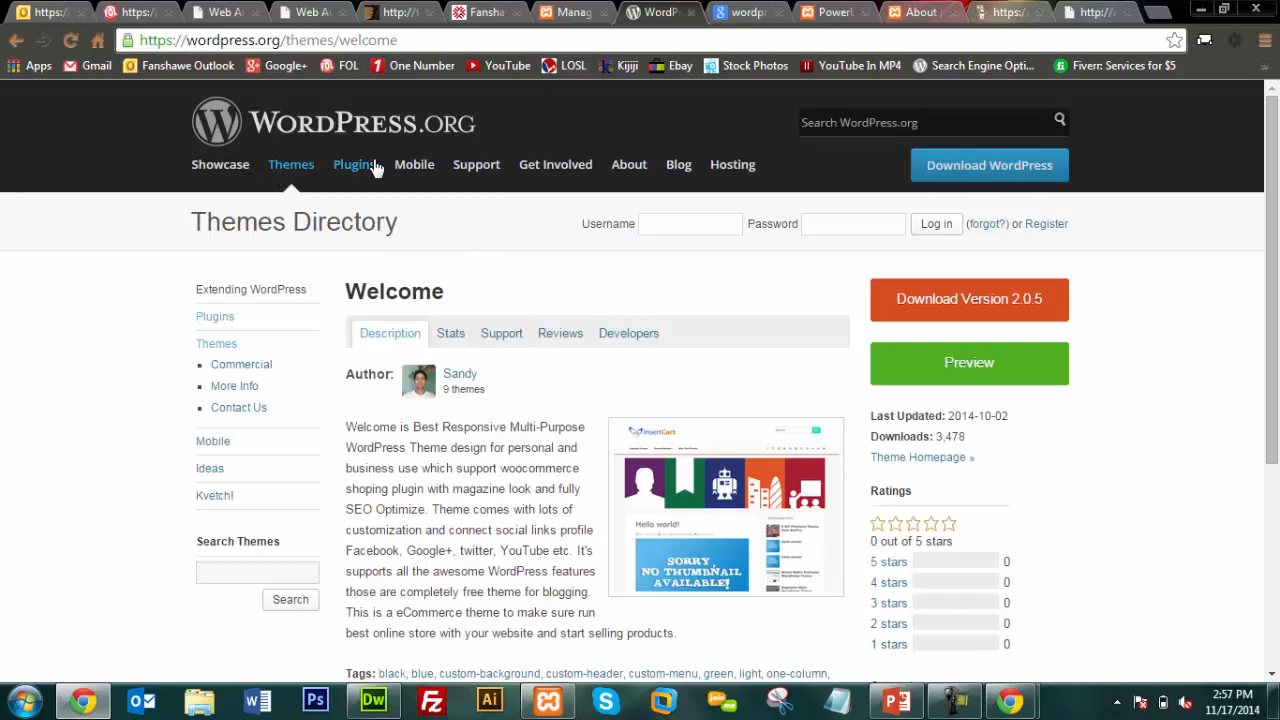 https:/
https:/
Web A
Web A
http://
Fansha
Manag
WordP
wordpr
PowerL
About
https:/
http:/
https://wordpress.org/themes/welcome
Apps
Gmail
Fanshawe Outlook
Google+
FOL
One Number
YouTube
LOSL
Kijiji
Ebay
Stock Photos
YouTube In MP4
Search Engine Opti...
Fiverr: Services for $5
WORDPRESS.ORG
Search WordPress.org
Showcase
Themes
Plugins
Mobile
Support
Get Involved
About
Blog
Hosting
Download WordPress
Themes Directory
Username
Password
Log in
(forgot?) or Register
Extending WordPress
Plugins
Themes
Commercial
More Info
Contact Us
Mobile
Ideas
Kvetch!
Search Themes
Search
Welcome
Description
Stats
Support
Reviews
Developers
Author:
Sandy
9 themes
Welcome is Best Responsive Multi-Purpose
WordPress Theme design for personal and
business use which support woocommerce
shoping plugin with magazine look and fully
SEO Optimize. Theme comes with lots of
customization and connect social links profile
Facebook, Google+, twitter, YouTube etc. It's
supports all the awesome WordPress features
those are completely free theme for blogging.
This is a eCommerce theme to make sure run
best online store with your website and start selling products.
InsertCart
Hello world!
SORRY,
NO THUMBNAIL
AVAILABLE!
Tags: black, blue, custom-background, custom-header, custom-menu, green, light, one-column,
Download Version 2.0.5
Preview
Last Updated: 2014-10-02
Downloads: 3,478
Theme Homepage »
Ratings
0 out of 5 stars
5 stars 0
4 stars 0
3 stars 0
2 stars 0
1 stars 0
Ps
Dw
Fz
Ai
join
me
2:57 PM
11/17/2014